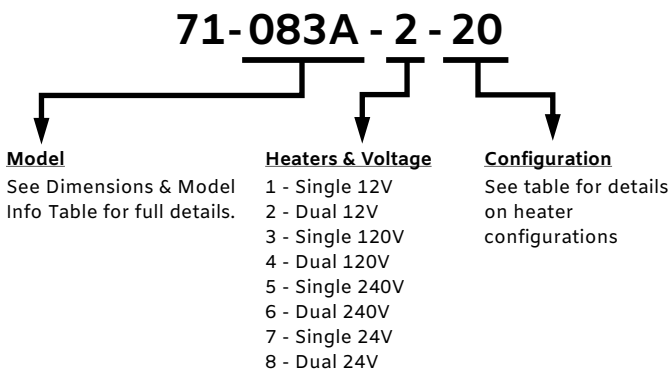 71-083A - 2 - 20
Model
See Dimensions & Model
Info Table for full details.
Heaters & Voltage
1 - Single 12V
2 - Dual 12V
3 - Single 120V
4 - Dual 120V
5 - Single 240V
6 - Dual 240V
7 - Single 24V
8 - Dual 24V
Configuration
See table for details
on heater
configurations